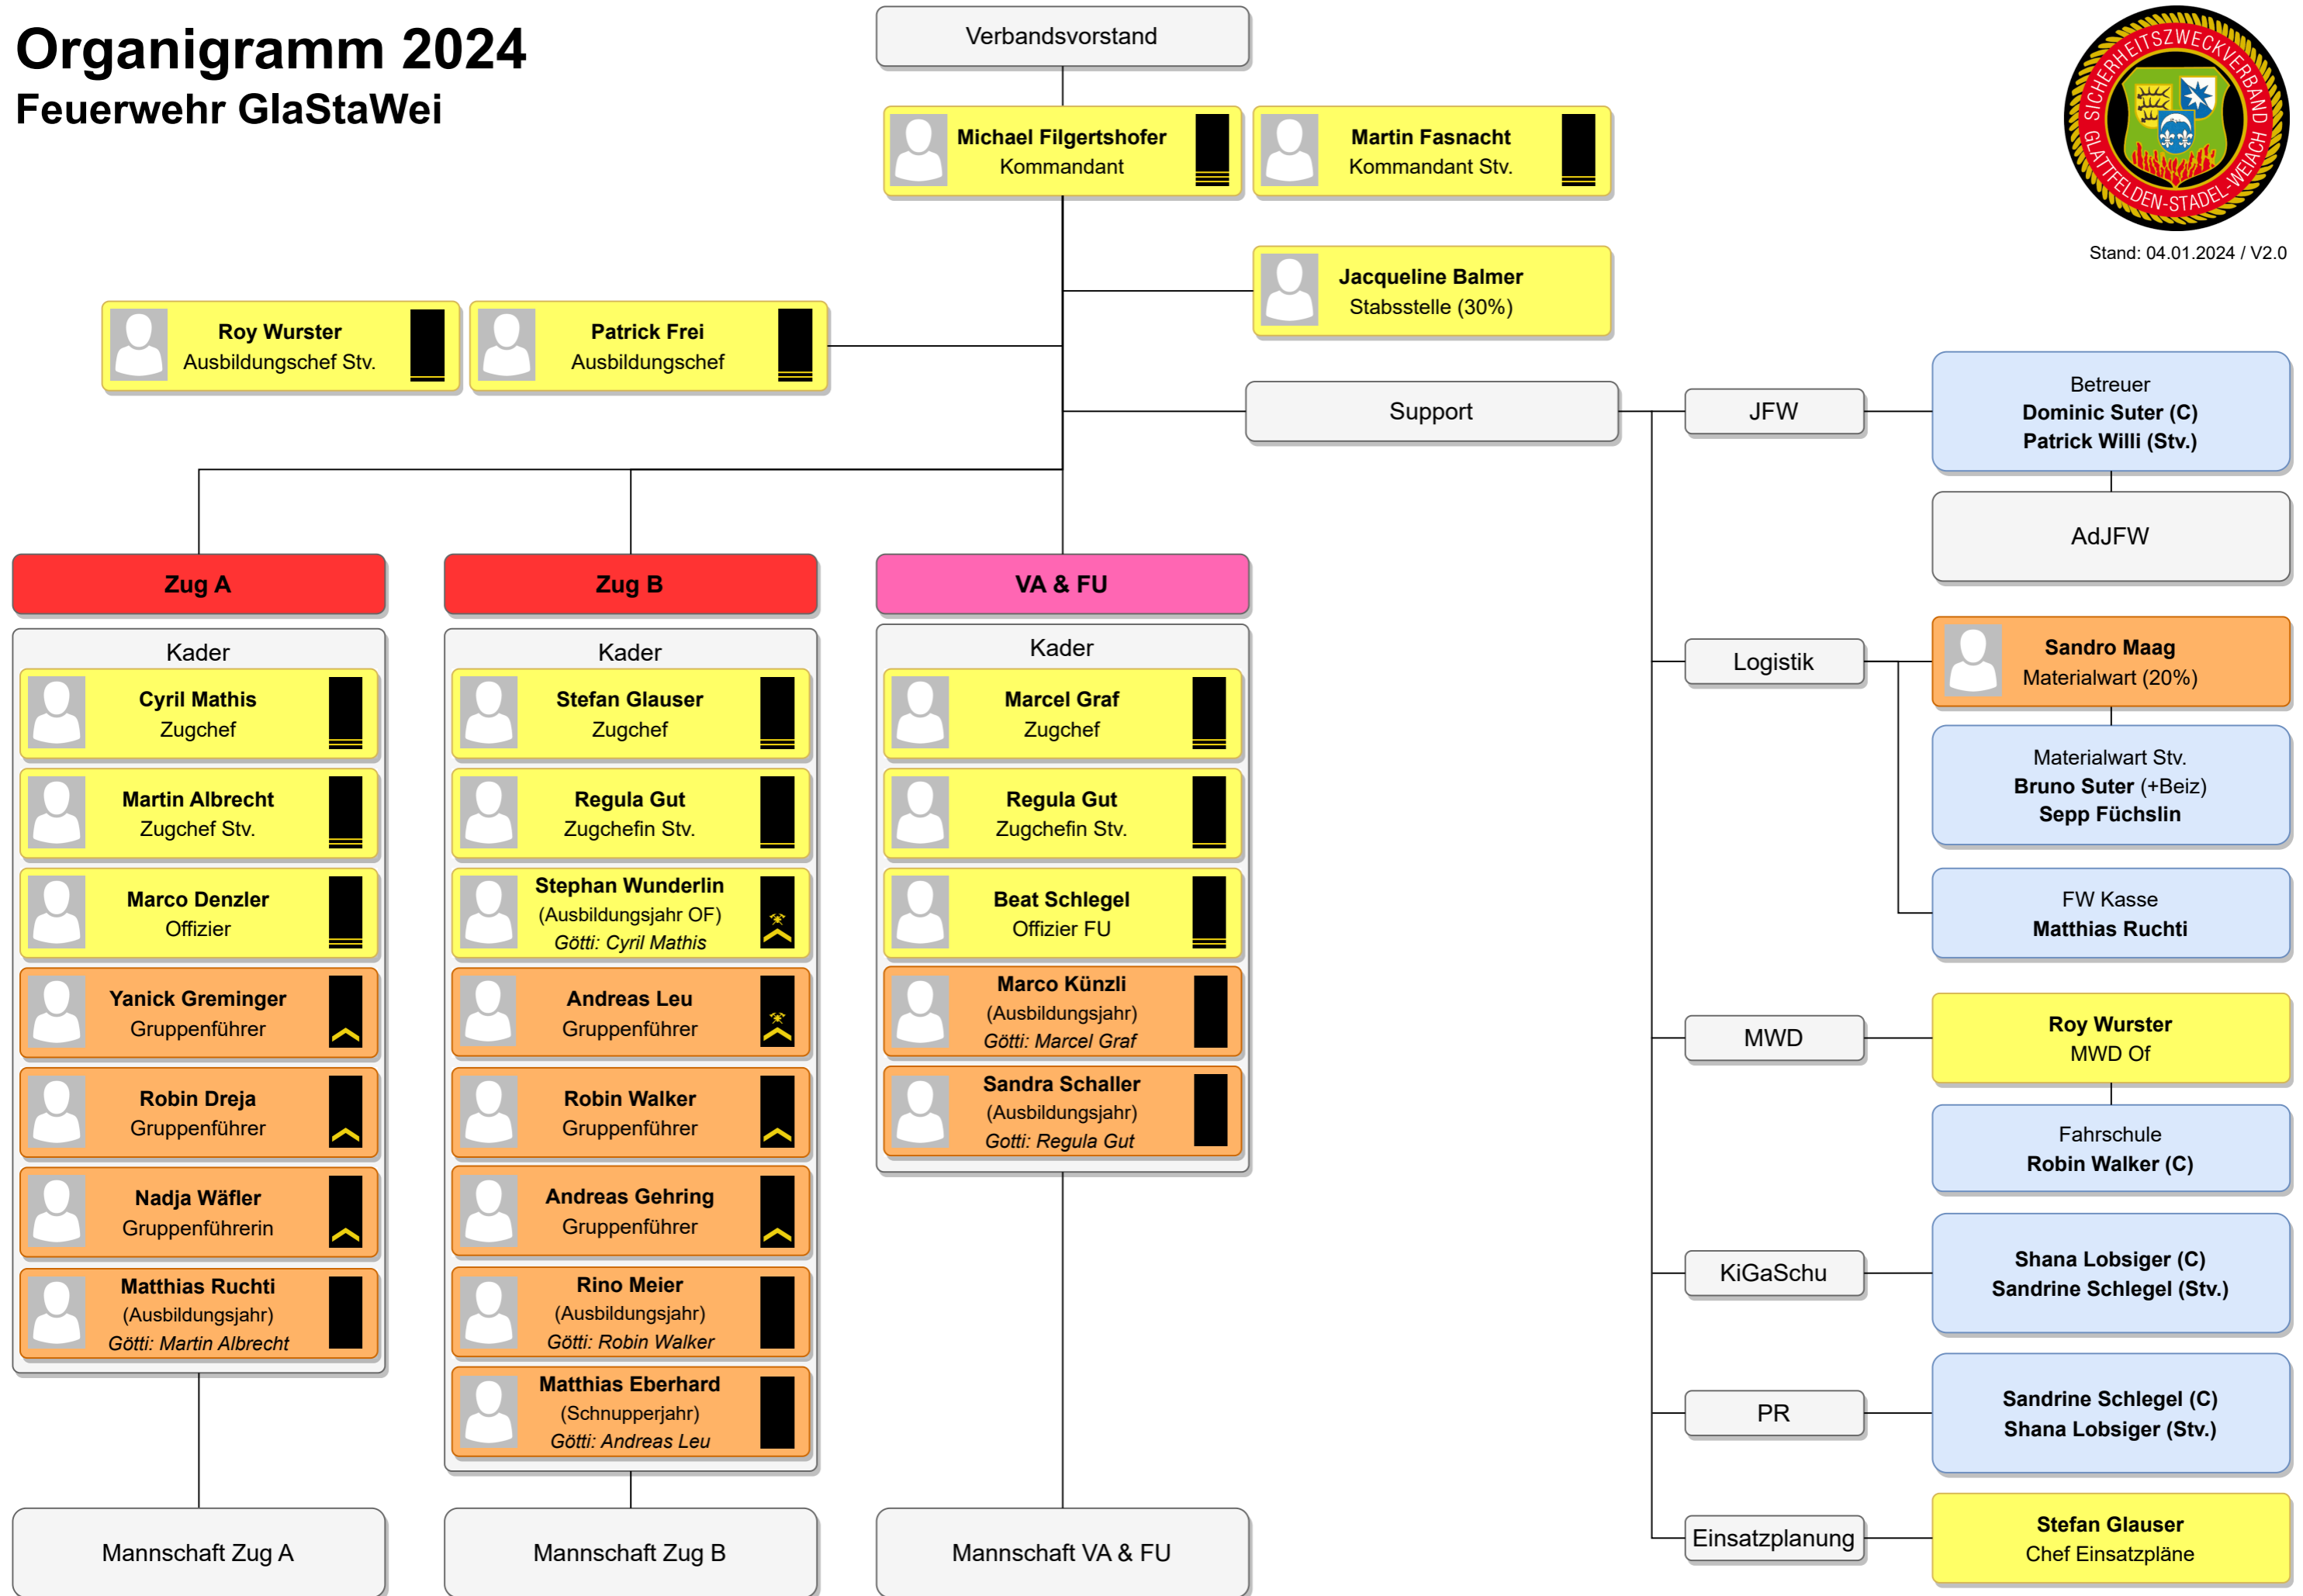 Organigramm 2024
Feuerwehr GlaStaWei
Verbandsvorstand
Michael Filgertshofer
Kommandant
Martin Fasnacht
Kommandant Stv.
SICHERHEITSZWECKVERBAND
GLATTFELDEN-STADEL-WEIACH
Stand: 04.01.2024 / V2.0
Jacqueline Balmer
Stabsstelle (30%)
Roy Wurster
Ausbildungschef Stv.
Patrick Frei
Ausbildungschef
Support
JFW
Betreuer
Dominic Suter (C)
Patrick Willi (Stv.)
AdJFW
Zug A
Kader
Cyril Mathis
Zugchef
Martin Albrecht
Zugchef Stv.
Marco Denzler
Offizier
Yanick Greminger
Gruppenführer
Robin Dreja
Gruppenführer
Nadja Wäfler
Gruppenführerin
Matthias Ruchti
(Ausbildungsjahr)
Götti: Martin Albrecht
Mannschaft Zug A
Zug B
Kader
Stefan Glauser
Zugchef
Regula Gut
Zugchefin Stv.
Stephan Wunderlin
(Ausbildungsjahr OF)
Götti: Cyril Mathis
Andreas Leu
Gruppenführer
Robin Walker
Gruppenführer
Andreas Gehring
Gruppenführer
Rino Meier
(Ausbildungsjahr)
Götti: Robin Walker
Matthias Eberhard
(Schnupperjahr)
Götti: Andreas Leu
Mannschaft Zug B
VA & FU
Kader
Marcel Graf
Zugchef
Regula Gut
Zugchefin Stv.
Beat Schlegel
Offizier FU
Marco Künzli
(Ausbildungsjahr)
Götti: Marcel Graf
Sandra Schaller
(Ausbildungsjahr)
Gotti: Regula Gut
Mannschaft VA & FU
Logistik
Sandro Maag
Materialwart (20%)
Materialwart Stv.
Bruno Suter (+Beiz)
Sepp Füchslin
FW Kasse
Matthias Ruchti
MWD
Roy Wurster
MWD Of
Fahrschule
Robin Walker (C)
KiGaSchu
Shana Lobsiger (C)
Sandrine Schlegel (Stv.)
PR
Sandrine Schlegel (C)
Shana Lobsiger (Stv.)
Einsatzplanung
Stefan Glauser
Chef Einsatzpläne